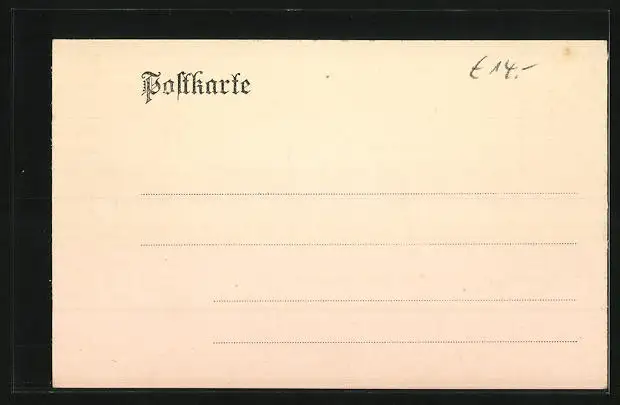 Postkarte
€ 14.-